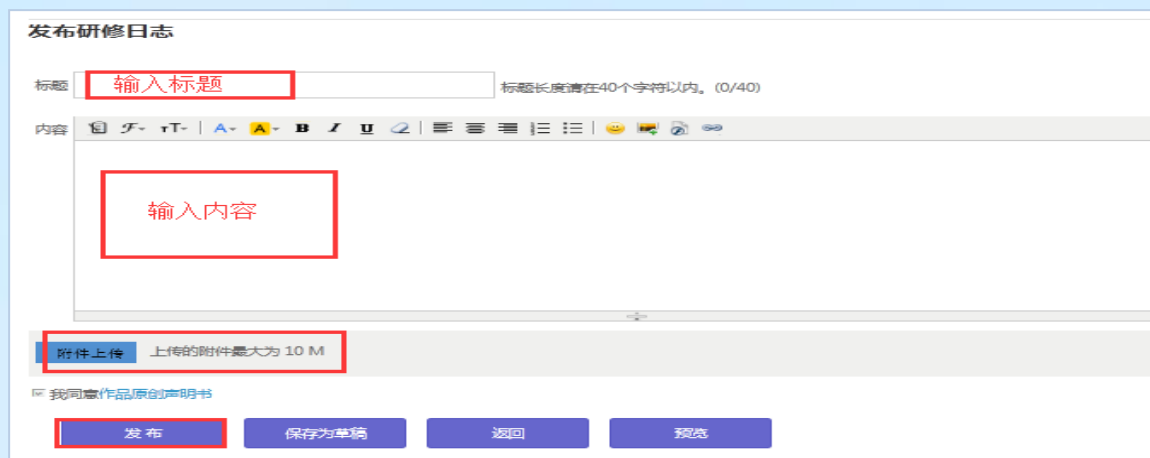 发布研修日志
标题 输入标题 标题长度请在40个字符以内。(0/40)
内容
输入内容
附件上传 上传的附件最大为 10 M
我同意作品原创声明书
发 布 保存为草稿 返回 预览